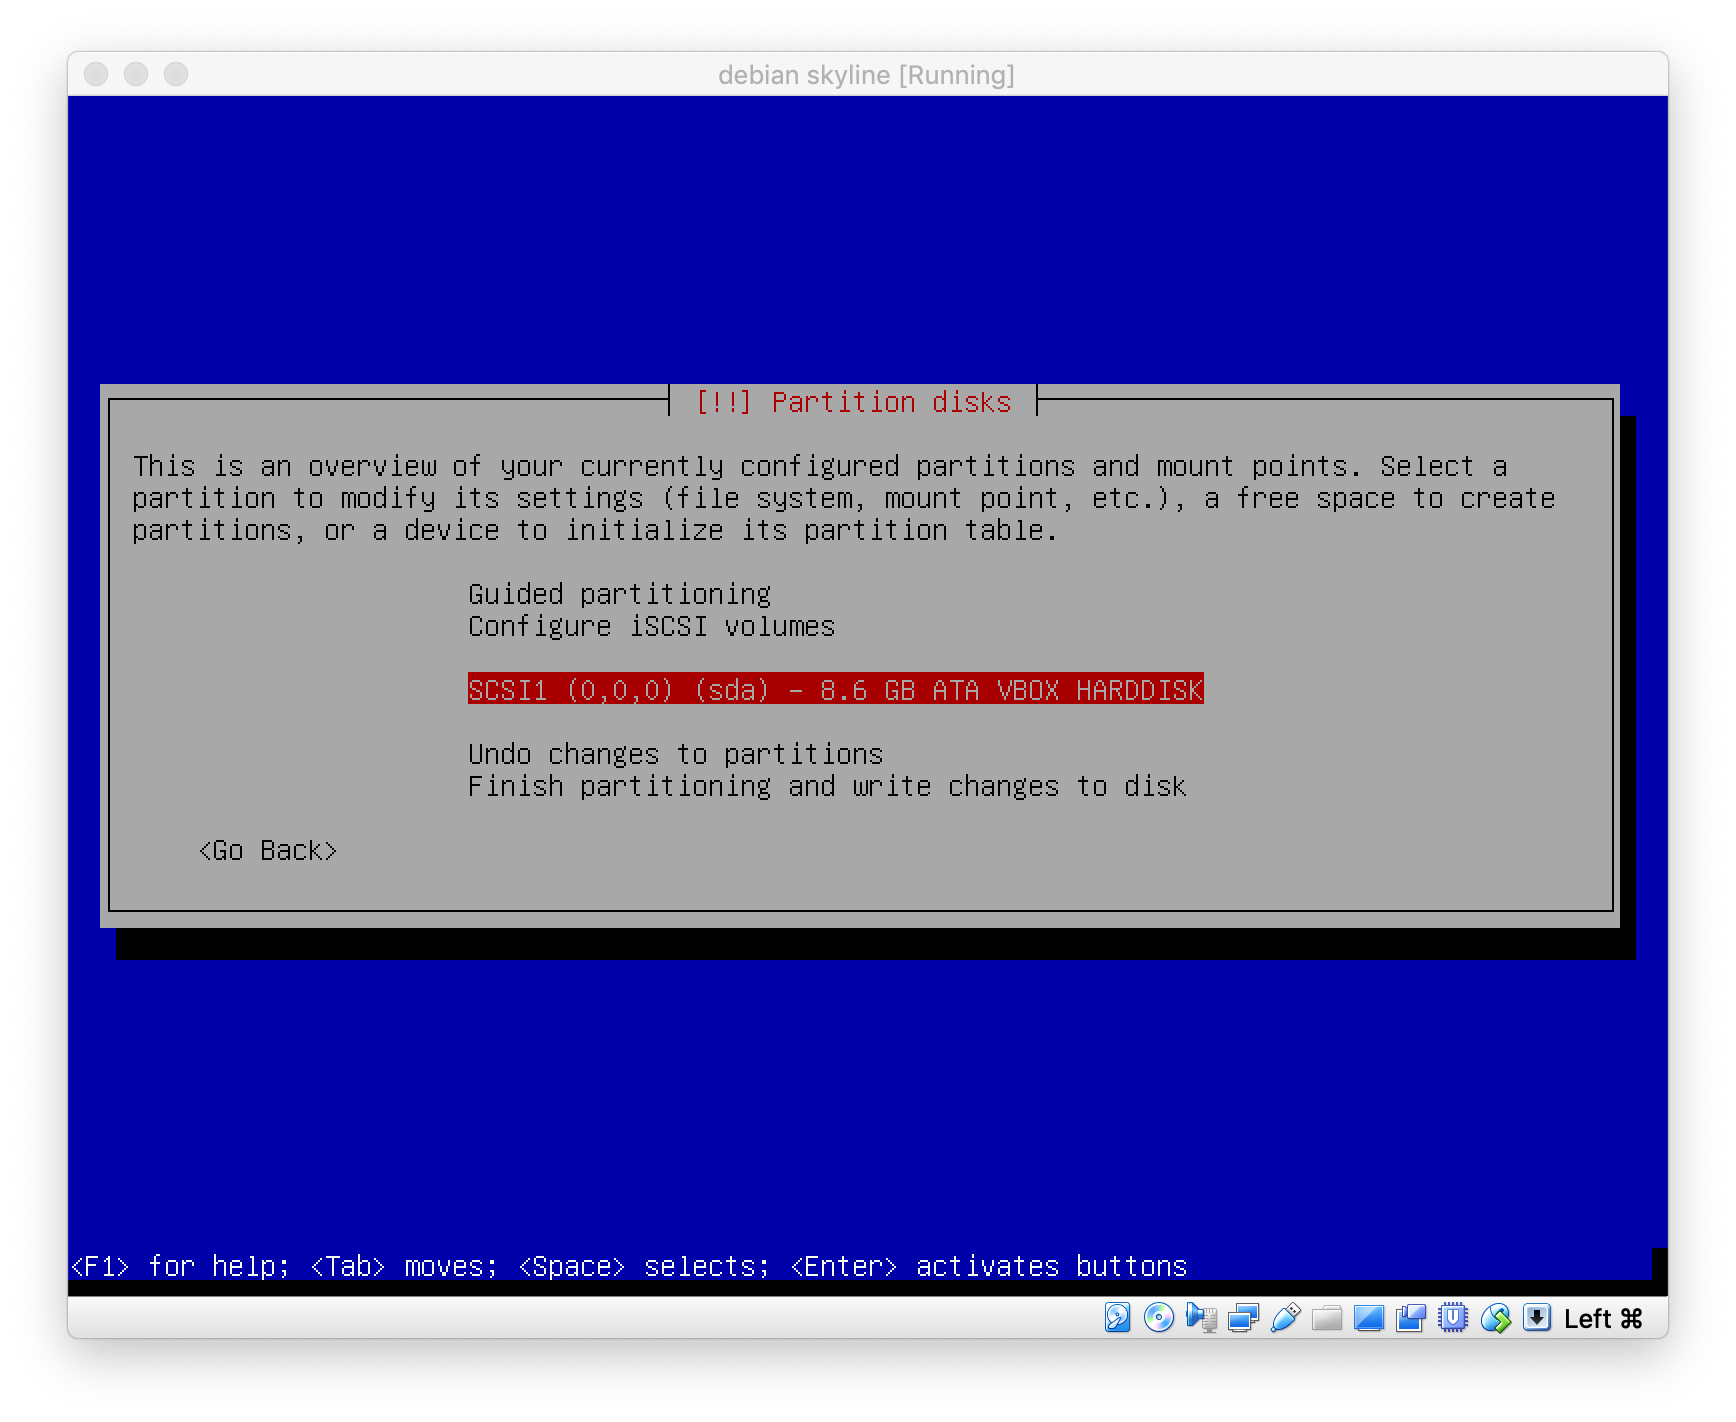 debian skyline [Running]
[!!] Partition disks
This is an overview of your currently configured partitions and mount points. Select a
partition to modify its settings (file system, mount point, etc.), a free space to create
partitions, or a device to initialize its partition table.
Guided partitioning
Configure iSCSI volumes
SCSI1 (0,0,0) (sda) - 8.6 GB ATA VBOX HARDDISK
Undo changes to partitions
Finish partitioning and write changes to disk
<Go Back>
<F1> for help; <Tab> moves; <Space> selects; <Enter> activates buttons
Left ⌘